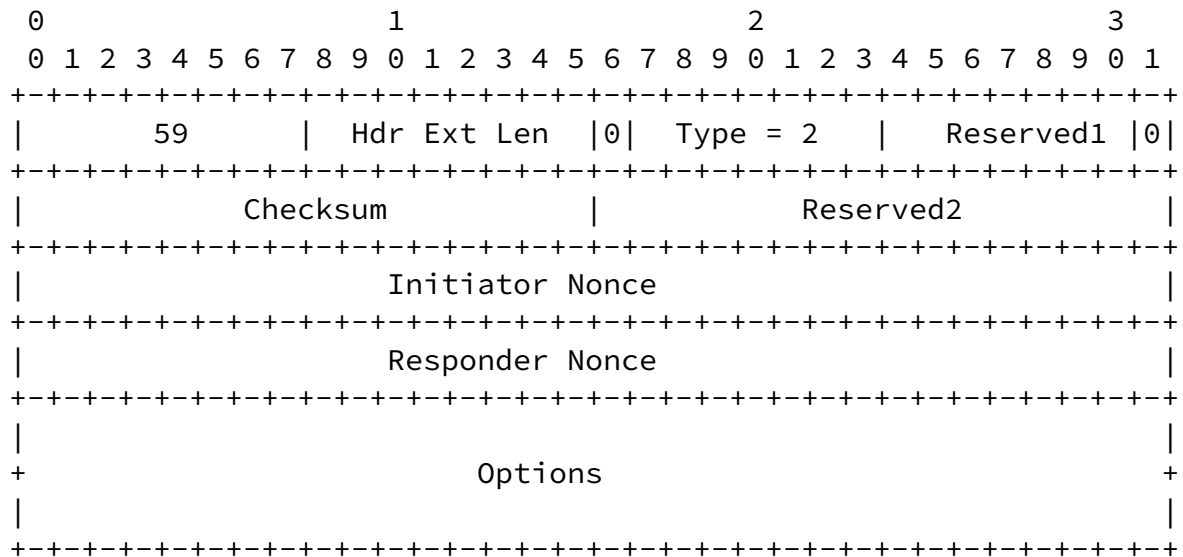 0                   1                   2                   3
 0 1 2 3 4 5 6 7 8 9 0 1 2 3 4 5 6 7 8 9 0 1 2 3 4 5 6 7 8 9 0 1
+-+-+-+-+-+-+-+-+-+-+-+-+-+-+-+-+-+-+-+-+-+-+-+-+-+-+-+-+-+-+-+-+
|       59      |  Hdr Ext Len  |0|  Type = 2   |   Reserved1 |0|
+-+-+-+-+-+-+-+-+-+-+-+-+-+-+-+-+-+-+-+-+-+-+-+-+-+-+-+-+-+-+-+-+
|            Checksum           |           Reserved2           |
+-+-+-+-+-+-+-+-+-+-+-+-+-+-+-+-+-+-+-+-+-+-+-+-+-+-+-+-+-+-+-+-+
|                    Initiator Nonce                            |
+-+-+-+-+-+-+-+-+-+-+-+-+-+-+-+-+-+-+-+-+-+-+-+-+-+-+-+-+-+-+-+-+
|                    Responder Nonce                            |
+-+-+-+-+-+-+-+-+-+-+-+-+-+-+-+-+-+-+-+-+-+-+-+-+-+-+-+-+-+-+-+-+
|                                                               |
+                         Options                               +
|                                                               |
+-+-+-+-+-+-+-+-+-+-+-+-+-+-+-+-+-+-+-+-+-+-+-+-+-+-+-+-+-+-+-+-+